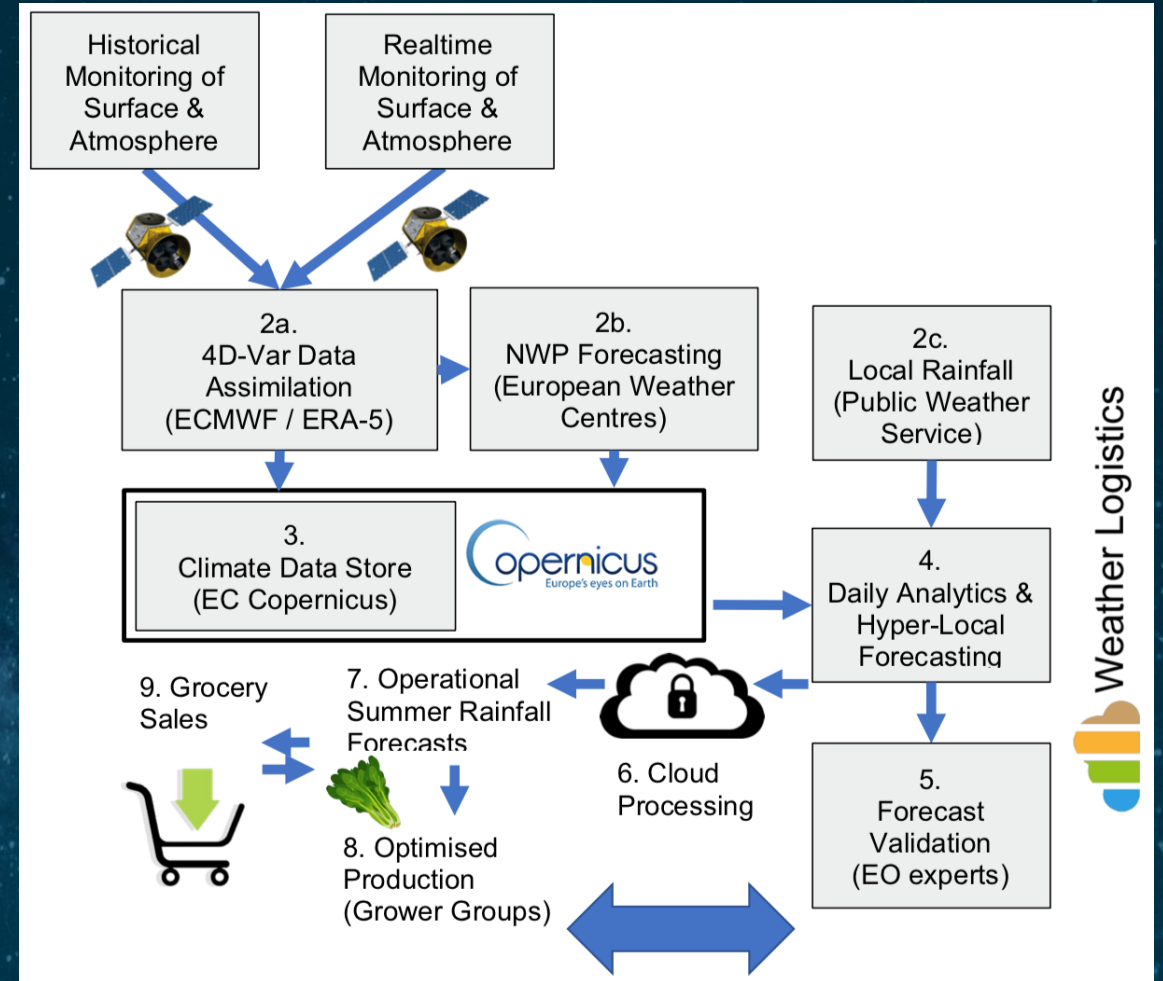 Historical
Monitoring of
Surface &
Atmosphere
Realtime
Monitoring of
Surface &
Atmosphere
2a.
4D-Var Data
Assimilation
(ECMWF / ERA-5)
2b.
NWP Forecasting
(European Weather
Centres)
2c.
Local Rainfall
(Public Weather
Service)
3.
Climate Data Store
(EC Copernicus)
opernicus
Europe's eyes on Earth
4.
Daily Analytics &
Hyper-Local
Forecasting
Weather Logistics
5.
Forecast
Validation
(EO experts)
6. Cloud
Processing
7. Operational
Summer Rainfall
Forecasts
8. Optimised
Production
(Grower Groups)
9. Grocery
Sales